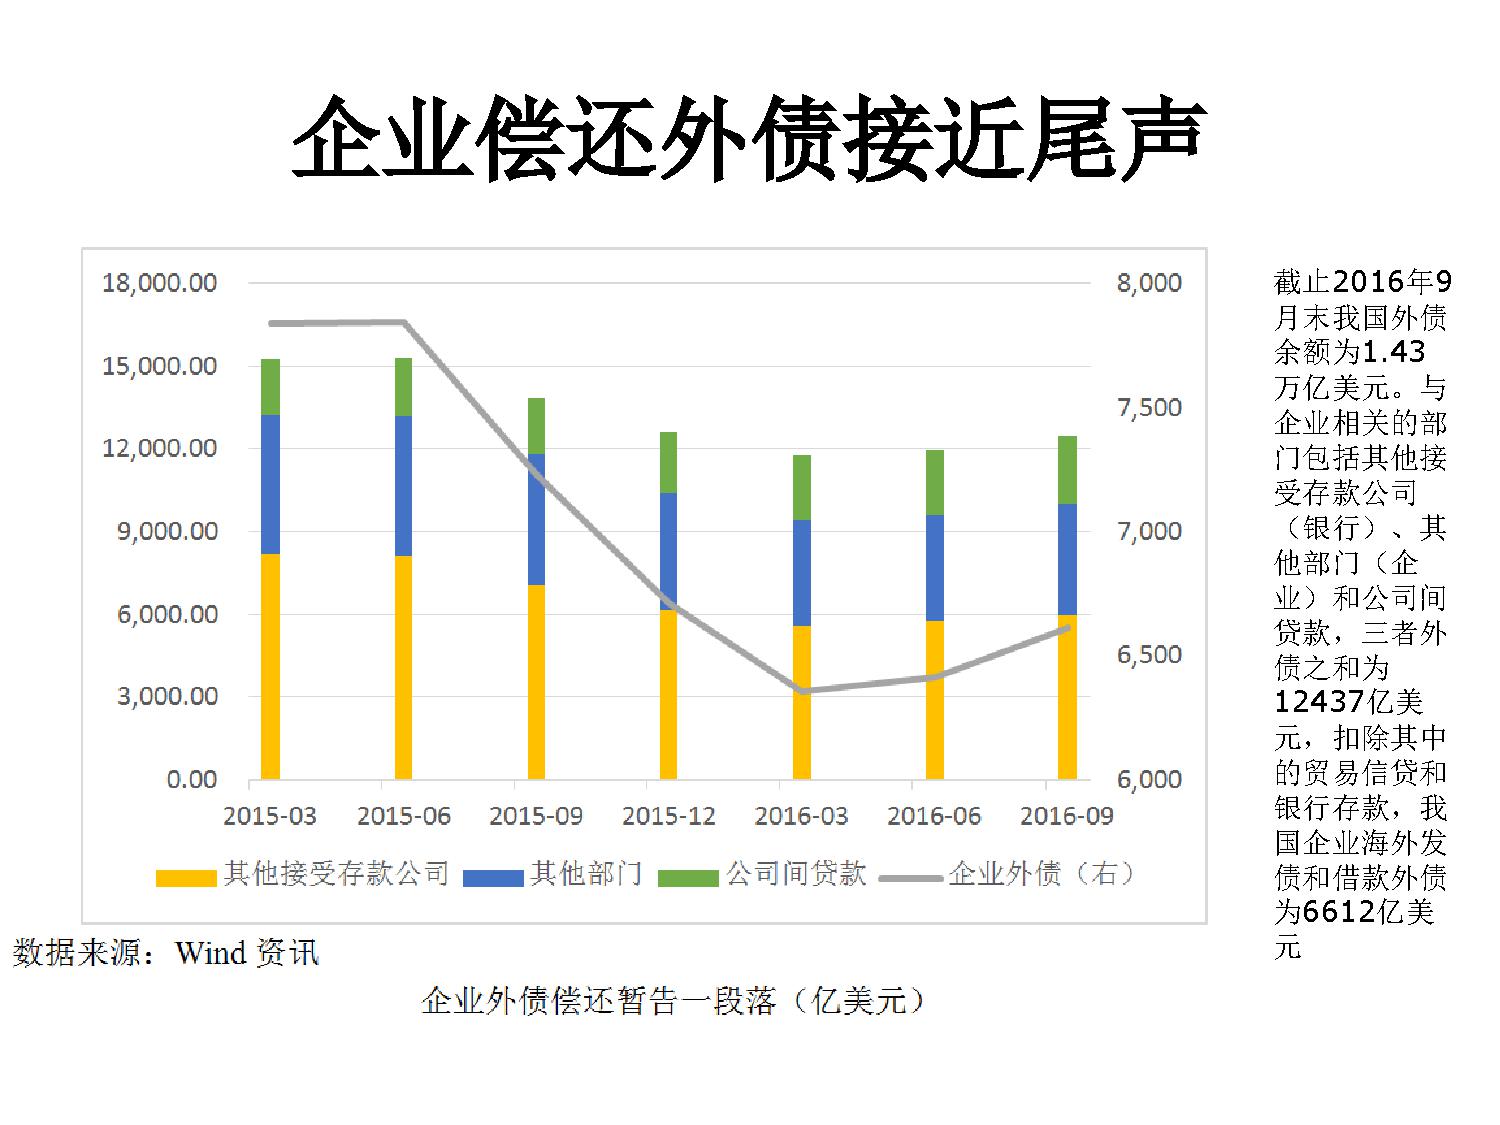 企业偿还外债接近尾声
18,000.00
15,000.00
12,000.00
9,000.00
6,000.00
3,000.00
0.00
8,000
7,500
7,000
6,500
6,000
2015-03 2015-06 2015-09 2015-12 2016-03 2016-06 2016-09
其他接受存款公司 其他部门 公司间贷款 企业外债（右）
数据来源：Wind 资讯
企业外债偿还暂告一段落（亿美元）
截止2016年9
月末我国外债
余额为1.43
万亿美元。与
企业相关的部
门包括其他接
受存款公司
（银行）、其
他部门（企
业）和公司间
贷款，三者外
债之和为
12437亿美
元，扣除其中
的贸易信贷和
银行存款，我
国企业海外发
债和借款外债
为6612亿美
元